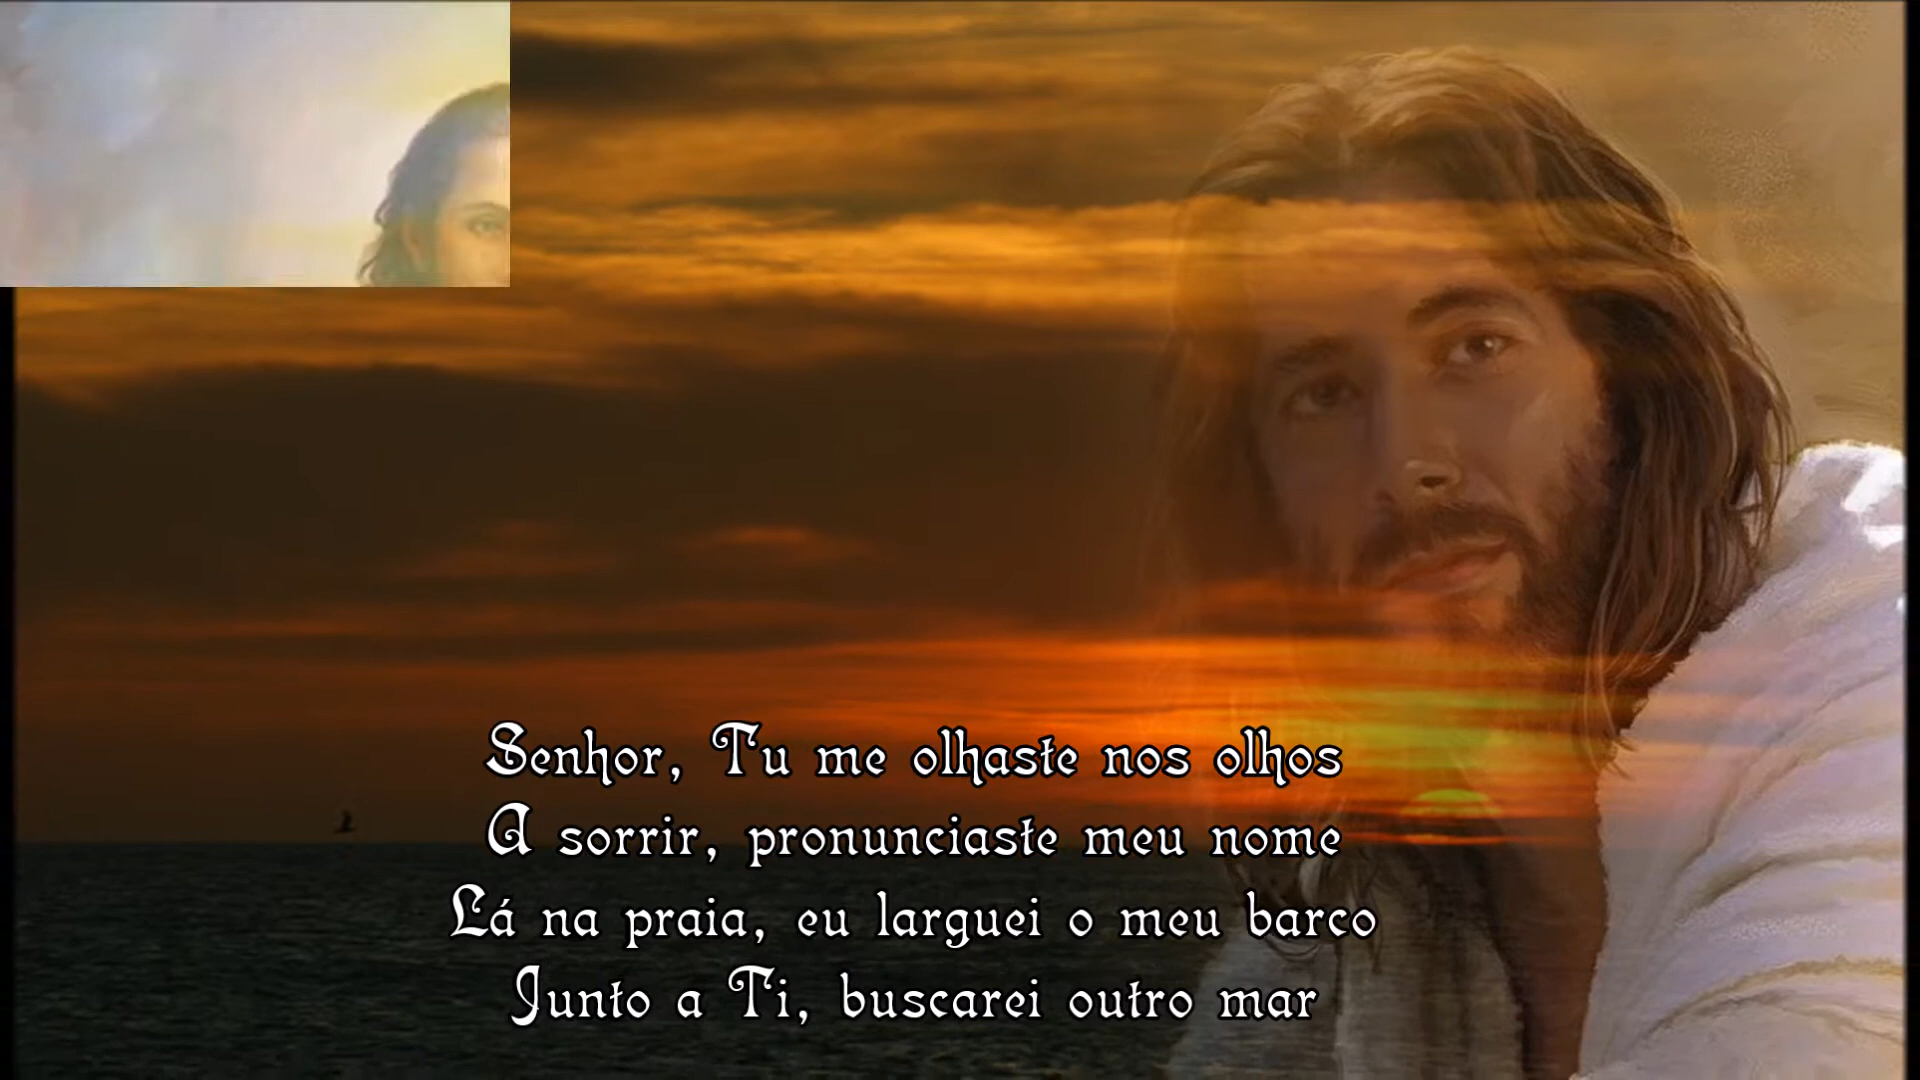 Senhor, Tu me olhaste nos olhos
A sorrir, pronunciaste meu nome
Lá na praia, eu larguei o meu barco
Junto a Ti, buscarei outro mar